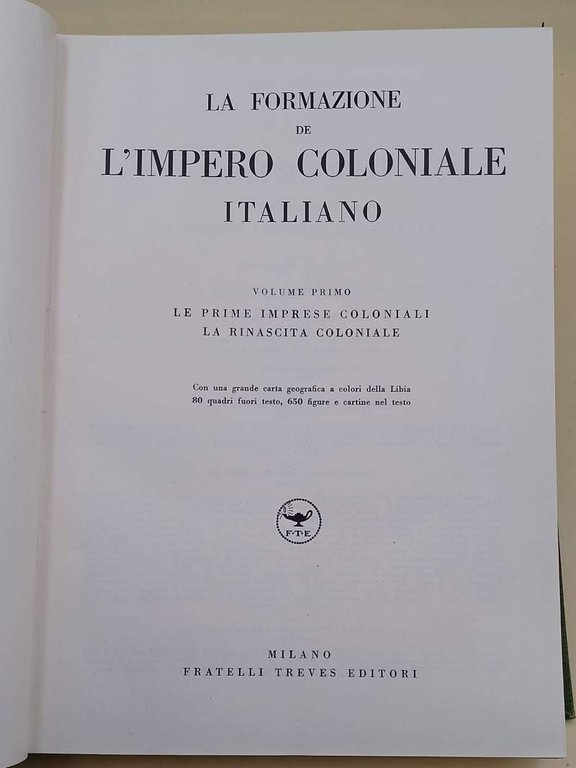 LA FORMAZIONE
DE
L'IMPERO COLONIALE
ITALIANO
VOLUME PRIMO
LE PRIME IMPRESE COLONIALI
LA RINASCITA COLONIALE
Con una grande carta geografica a colori della Libia
80 quadri fuori testo, 650 figure e cartine nel testo
F·T·E
MILANO
FRATELLI TREVES EDITORI